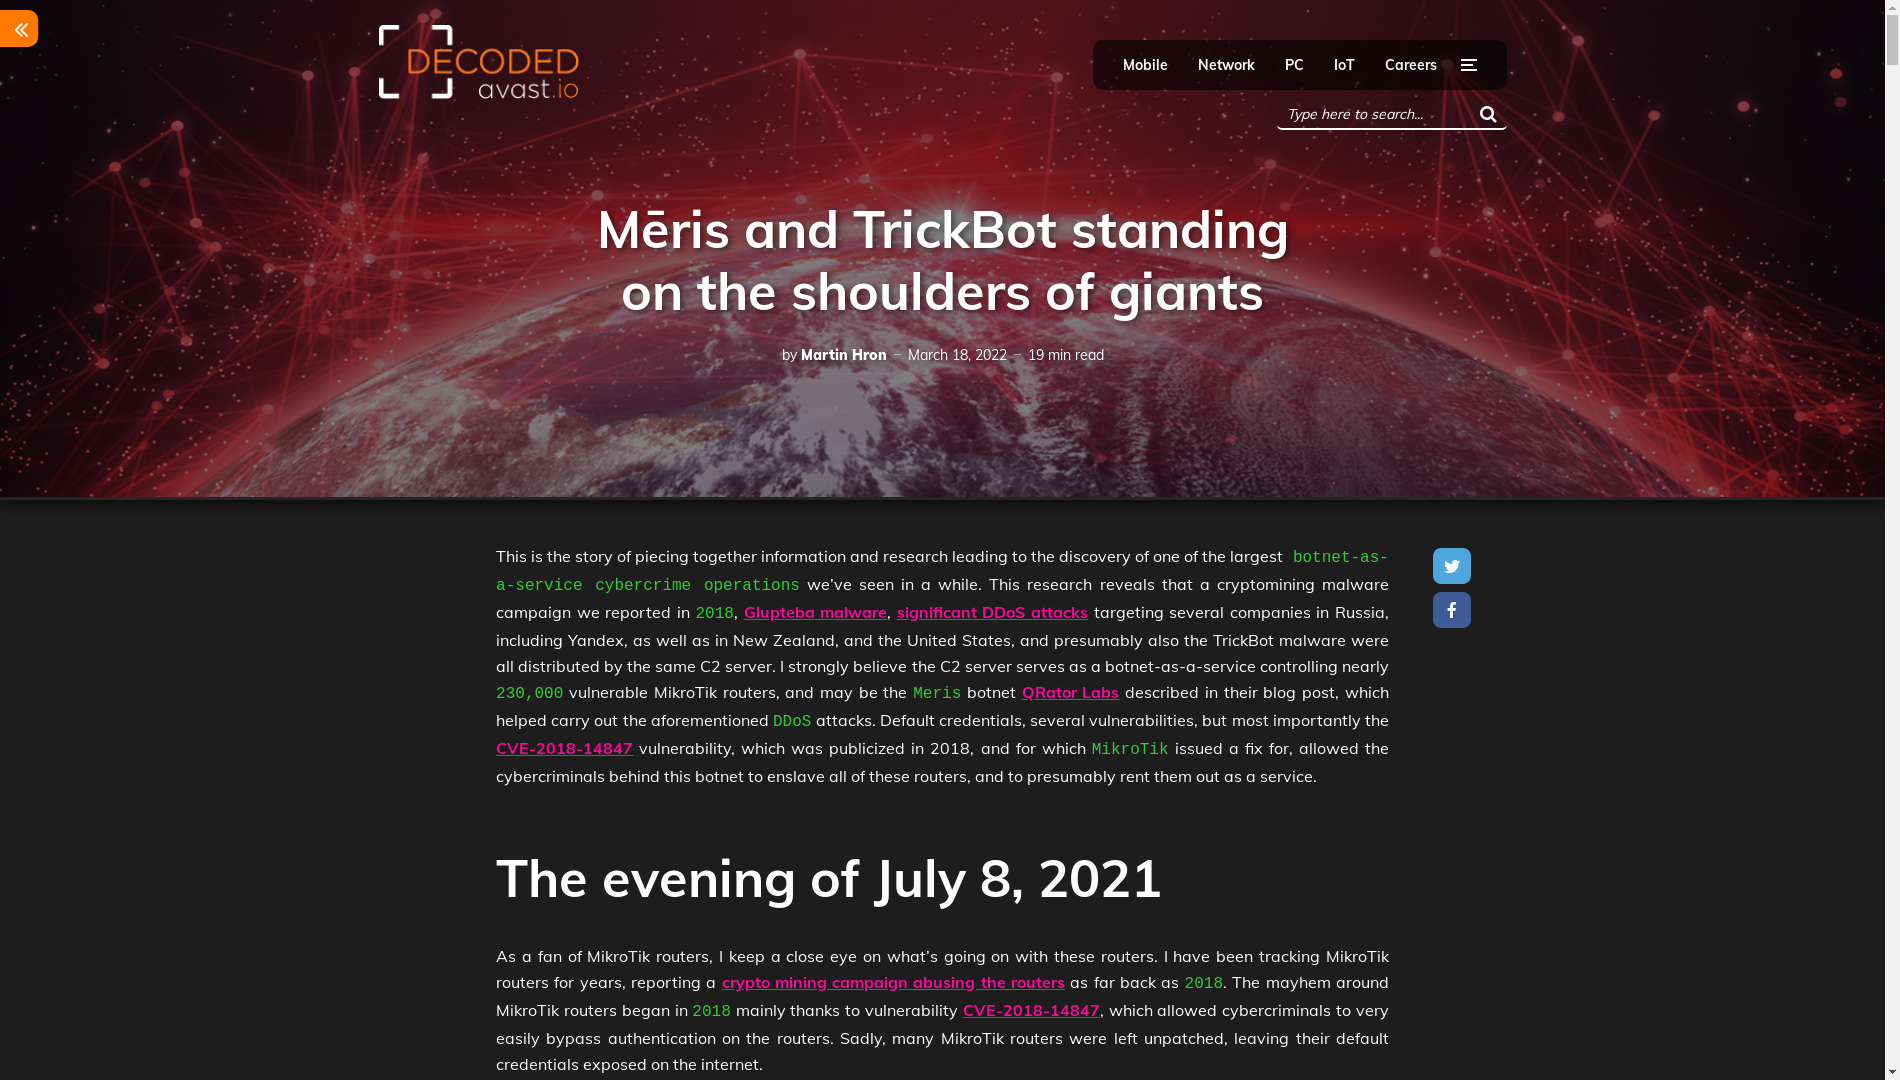 DECODED
avast.io
Mobile Network PC IoT Careers
Type here to search...
Mēris and TrickBot standing
on the shoulders of giants
by Martin Hron – March 18, 2022 – 19 min read
This is the story of piecing together information and research leading to the discovery of one of the largest botnet-as-
a-service cybercrime operations we’ve seen in a while. This research reveals that a cryptomining malware
campaign we reported in 2018, Glupteba malware, significant DDoS attacks targeting several companies in Russia,
including Yandex, as well as in New Zealand, and the United States, and presumably also the TrickBot malware were
all distributed by the same C2 server. I strongly believe the C2 server serves as a botnet-as-a-service controlling nearly
230,000 vulnerable MikroTik routers, and may be the Meris botnet QRator Labs described in their blog post, which
helped carry out the aforementioned DDoS attacks. Default credentials, several vulnerabilities, but most importantly the
CVE-2018-14847 vulnerability, which was publicized in 2018, and for which MikroTik issued a fix for, allowed the
cybercriminals behind this botnet to enslave all of these routers, and to presumably rent them out as a service.
The evening of July 8, 2021
As a fan of MikroTik routers, I keep a close eye on what’s going on with these routers. I have been tracking MikroTik
routers for years, reporting a crypto mining campaign abusing the routers as far back as 2018. The mayhem around
MikroTik routers began in 2018 mainly thanks to vulnerability CVE-2018-14847, which allowed cybercriminals to very
easily bypass authentication on the routers. Sadly, many MikroTik routers were left unpatched, leaving their default
credentials exposed on the internet.